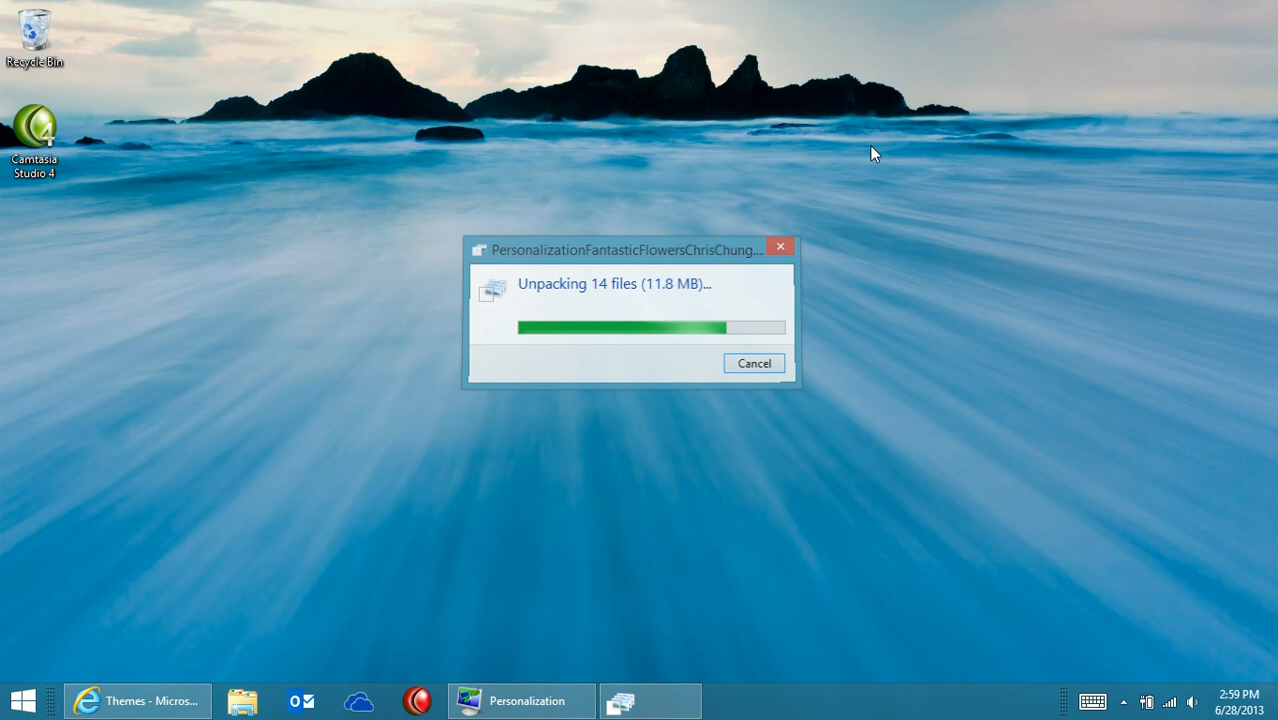 Recycle Bin
4
Camtasia
Studio 4
PersonalizationFantasticFlowersChrisChung....
Unpacking 14 files (11.8 MB)...
Cancel
Themes - Micros...
Personalization
2:59 PM
6/28/2013